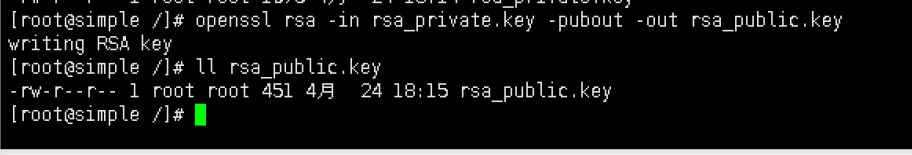 [root@simple /]# openssl rsa -in rsa_private.key -pubout -out rsa_public.key
writing RSA key
[root@simple /]# ll rsa_public.key
-rw-r--r-- 1 root root 451 4月  24 18:15 rsa_public.key
[root@simple /]#